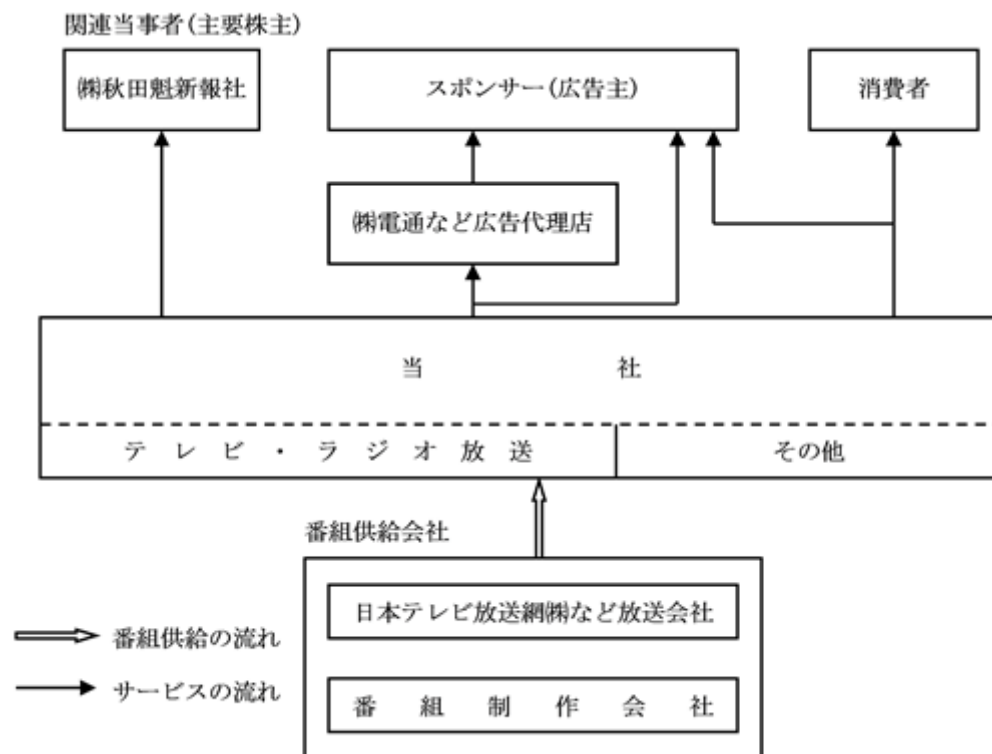 関連当事者(主要株主)
㈱秋田魁新報社
スポンサー(広告主)
消費者
㈱電通など広告代理店
当社
テレビ・ラジオ放送
その他
番組供給会社
日本テレビ放送網㈱など放送会社
番組制作会社
番組供給の流れ
サービスの流れ